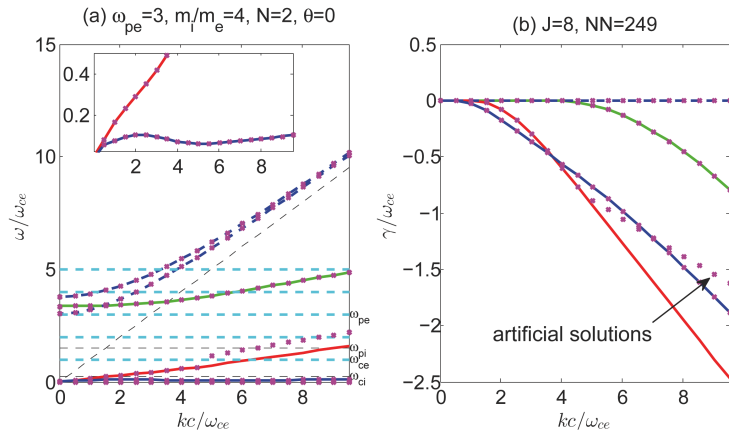 (a) ω_pe=3, m_i/m_e=4, N=2, θ=0
15
10
5
0
ω/ω_ce
0.4
0.2
2 4 6 8
ω_pe
ω_pi
ω_ce
ω_ci
0 2 4 6 8
kc/ω_ce
(b) J=8, NN=249
0.5
0
−0.5
−1
−1.5
−2
−2.5
γ/ω_ce
artificial solutions
0 2 4 6 8
kc/ω_ce